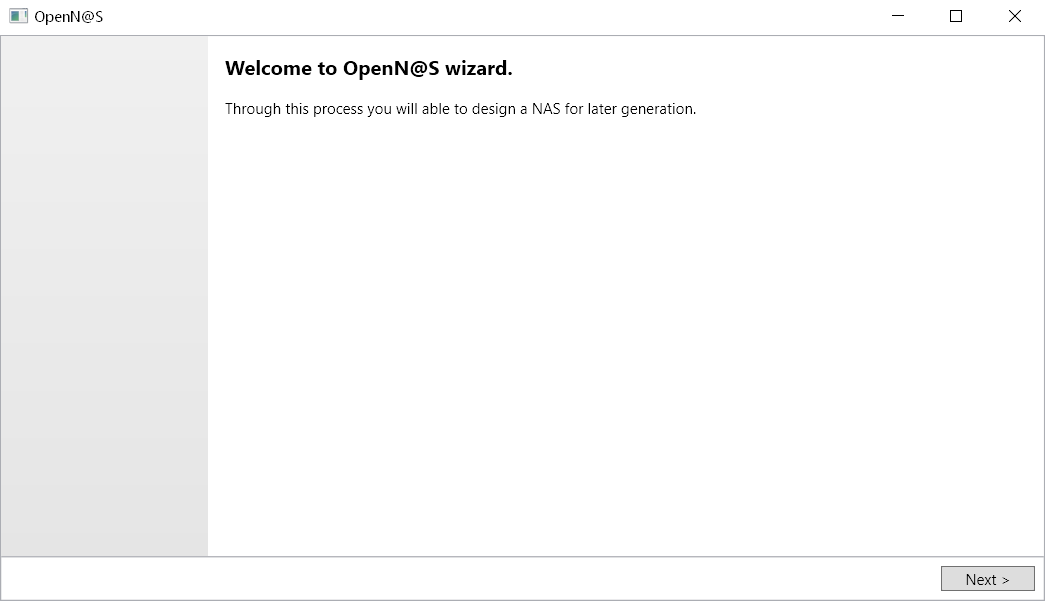 OpenN@S
Welcome to OpenN@S wizard.
Through this process you will able to design a NAS for later generation.
Next >